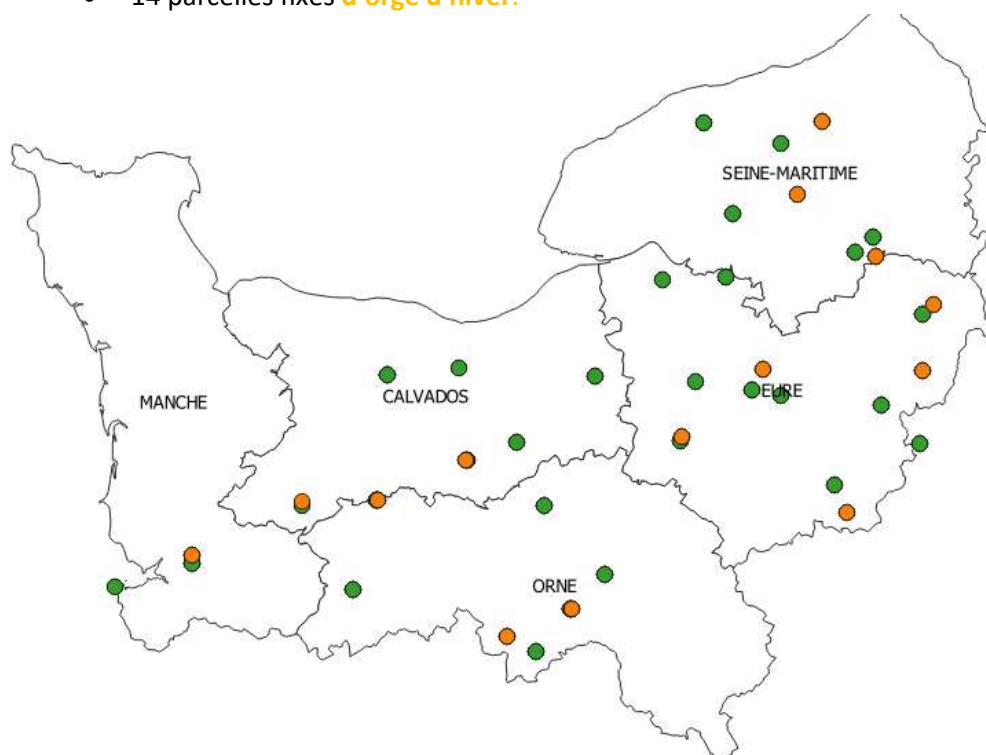 • 14 parcelles fixes d'orge d'hiver.
SEINE-MARITIME
MANCHE
CALVADOS
EURE
ORNE